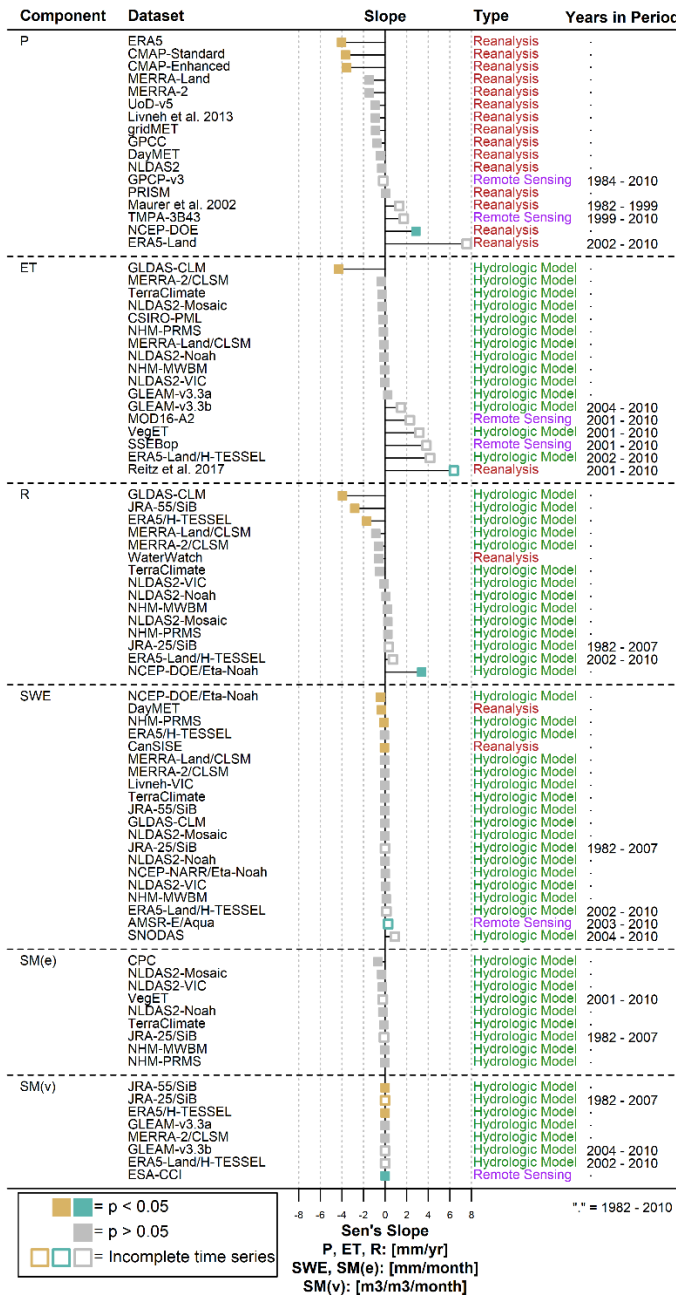 Component Dataset Slope Type Years in Period
P ERA5 Reanalysis .
CMAP-Standard Reanalysis .
CMAP-Enhanced Reanalysis .
MERRA-Land Reanalysis .
MERRA-2 Reanalysis .
UoD-v5 Reanalysis .
Livneh et al. 2013 Reanalysis .
gridMET Reanalysis .
GPCC Reanalysis .
DayMET Reanalysis .
NLDAS2 Reanalysis .
GPCP-v3 Remote Sensing 1984 - 2010
PRISM Reanalysis .
Maurer et al. 2002 Reanalysis 1982 - 1999
TMPA-3B43 Remote Sensing 1999 - 2010
NCEP-DOE Reanalysis .
ERA5-Land Reanalysis 2002 - 2010
ET GLDAS-CLM Hydrologic Model .
MERRA-2/CLSM Hydrologic Model .
TerraClimate Hydrologic Model .
NLDAS2-Mosaic Hydrologic Model .
CSIRO-PML Hydrologic Model .
NHM-PRMS Hydrologic Model .
MERRA-Land/CLSM Hydrologic Model .
NLDAS2-Noah Hydrologic Model .
NHM-MWBM Hydrologic Model .
NLDAS2-VIC Hydrologic Model .
GLEAM-v3.3a Hydrologic Model .
GLEAM-v3.3b Hydrologic Model 2004 - 2010
MOD16-A2 Remote Sensing 2001 - 2010
VegET Hydrologic Model 2001 - 2010
SSEBop Remote Sensing 2001 - 2010
ERA5-Land/H-TESSEL Hydrologic Model 2002 - 2010
Reitz et al. 2017 Reanalysis 2001 - 2010
R GLDAS-CLM Hydrologic Model .
JRA-55/SiB Hydrologic Model .
ERA5/H-TESSEL Hydrologic Model .
MERRA-Land/CLSM Hydrologic Model .
MERRA-2/CLSM Hydrologic Model .
WaterWatch Reanalysis .
TerraClimate Hydrologic Model .
NLDAS2-VIC Hydrologic Model .
NLDAS2-Noah Hydrologic Model .
NHM-MWBM Hydrologic Model .
NLDAS2-Mosaic Hydrologic Model .
NHM-PRMS Hydrologic Model .
JRA-25/SiB Hydrologic Model 1982 - 2007
ERA5-Land/H-TESSEL Hydrologic Model 2002 - 2010
NCEP-DOE/Eta-Noah Hydrologic Model .
SWE NCEP-DOE/Eta-Noah Hydrologic Model .
DayMET Reanalysis .
NHM-PRMS Hydrologic Model .
ERA5/H-TESSEL Hydrologic Model .
CanSISE Reanalysis .
MERRA-Land/CLSM Hydrologic Model .
MERRA-2/CLSM Hydrologic Model .
Livneh-VIC Hydrologic Model .
TerraClimate Hydrologic Model .
JRA-55/SiB Hydrologic Model .
GLDAS-CLM Hydrologic Model .
NLDAS2-Mosaic Hydrologic Model .
JRA-25/SiB Hydrologic Model 1982 - 2007
NLDAS2-Noah Hydrologic Model .
NCEP-NARR/Eta-Noah Hydrologic Model .
NLDAS2-VIC Hydrologic Model .
NHM-MWBM Hydrologic Model .
ERA5-Land/H-TESSEL Hydrologic Model 2002 - 2010
AMSR-E/Aqua Remote Sensing 2003 - 2010
SNODAS Hydrologic Model 2004 - 2010
SM(e) CPC Hydrologic Model .
NLDAS2-Mosaic Hydrologic Model .
NLDAS2-VIC Hydrologic Model .
VegET Hydrologic Model 2001 - 2010
NLDAS2-Noah Hydrologic Model .
TerraClimate Hydrologic Model .
JRA-25/SiB Hydrologic Model 1982 - 2007
NHM-MWBM Hydrologic Model .
NHM-PRMS Hydrologic Model .
SM(v) JRA-55/SiB Hydrologic Model .
JRA-25/SiB Hydrologic Model 1982 - 2007
ERA5/H-TESSEL Hydrologic Model .
GLEAM-v3.3a Hydrologic Model .
MERRA-2/CLSM Hydrologic Model .
GLEAM-v3.3b Hydrologic Model 2004 - 2010
ERA5-Land/H-TESSEL Hydrologic Model 2002 - 2010
ESA-CCI Remote Sensing .
= p < 0.05
= p > 0.05
= Incomplete time series
-8 -6 -4 -2 0 2 4 6 8
"." = 1982 - 2010
Sen's Slope
P, ET, R: [mm/yr]
SWE, SM(e): [mm/month]
SM(v): [m3/m3/month]